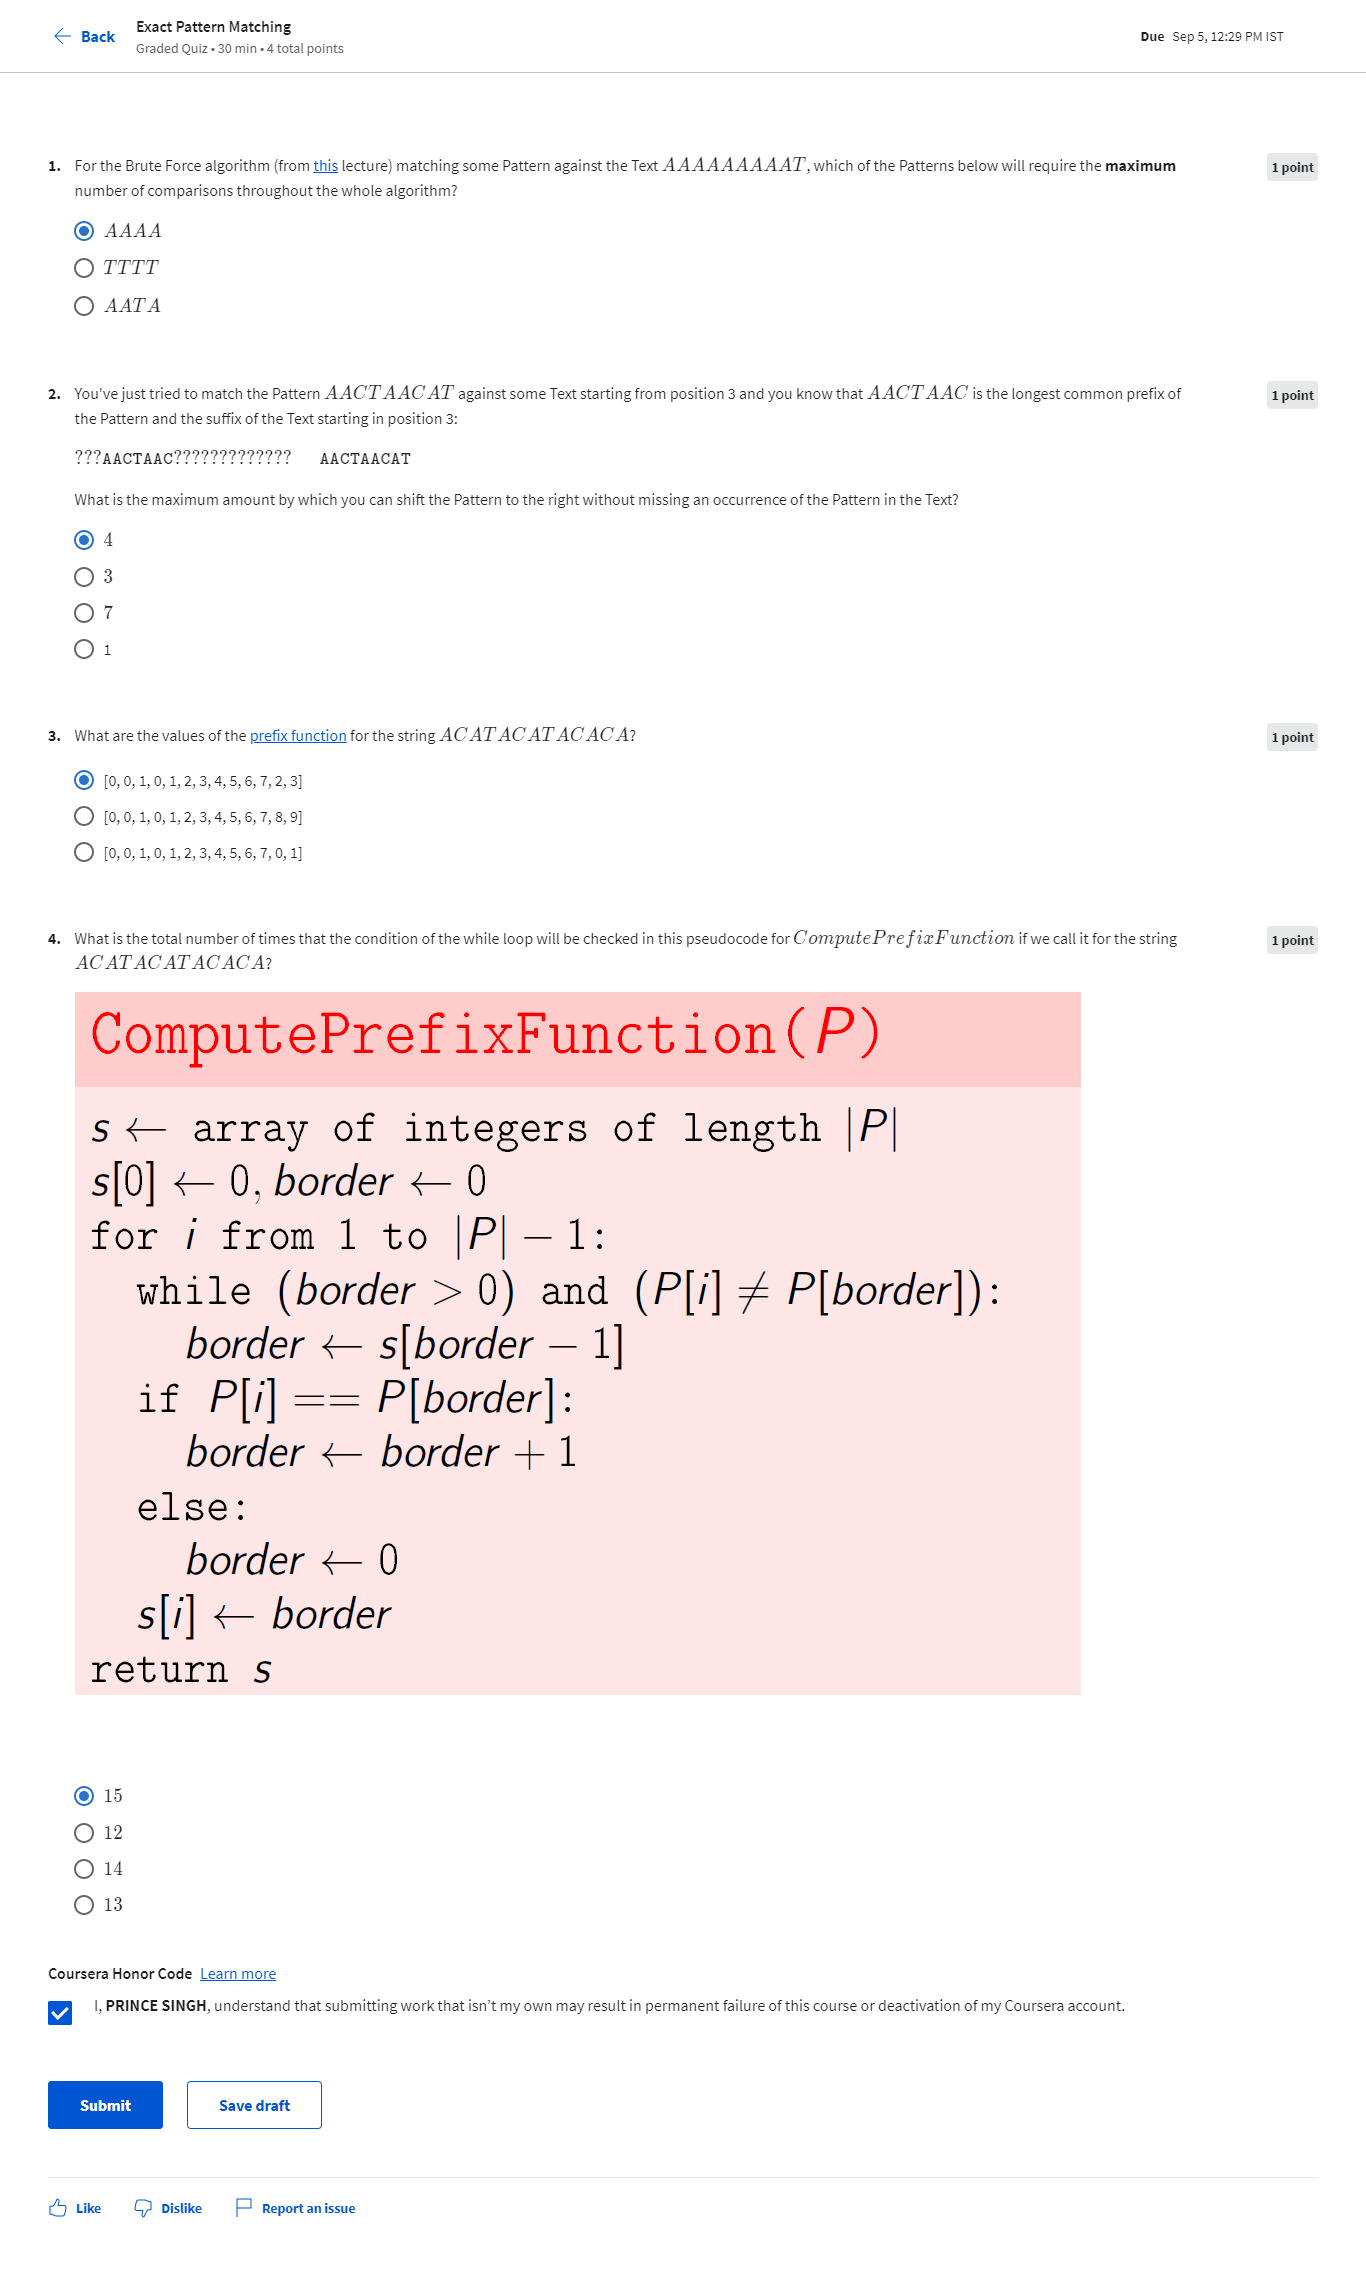 Back
Exact Pattern Matching
Graded Quiz • 30 min • 4 total points
Due Sep 5, 12:29 PM IST
1. For the Brute Force algorithm (from this lecture) matching some Pattern against the Text AAAAAAAAAT, which of the Patterns below will require the maximum
number of comparisons throughout the whole algorithm?
1 point
AAAA
TTTT
AATA
2. You've just tried to match the Pattern AACTAACAT against some Text starting from position 3 and you know that AACTAAC is the longest common prefix of
the Pattern and the suffix of the Text starting in position 3:
1 point
???AACTAAC????????????? AACTAACAT
What is the maximum amount by which you can shift the Pattern to the right without missing an occurrence of the Pattern in the Text?
4
3
7
1
3. What are the values of the prefix function for the string ACATACATACACA?
1 point
[0, 0, 1, 0, 1, 2, 3, 4, 5, 6, 7, 2, 3]
[0, 0, 1, 0, 1, 2, 3, 4, 5, 6, 7, 8, 9]
[0, 0, 1, 0, 1, 2, 3, 4, 5, 6, 7, 0, 1]
4. What is the total number of times that the condition of the while loop will be checked in this pseudocode for ComputePrefixFunction if we call it for the string
ACATACATACACA?
1 point
ComputePrefixFunction(P)
s ← array of integers of length |P|
s[0] ← 0, border ← 0
for i from 1 to |P| − 1:
while (border > 0) and (P[i] ≠ P[border]):
border ← s[border − 1]
if P[i] == P[border]:
border ← border + 1
else:
border ← 0
s[i] ← border
return s
15
12
14
13
Coursera Honor Code Learn more
I, PRINCE SINGH, understand that submitting work that isn’t my own may result in permanent failure of this course or deactivation of my Coursera account.
Submit
Save draft
Like
Dislike
Report an issue